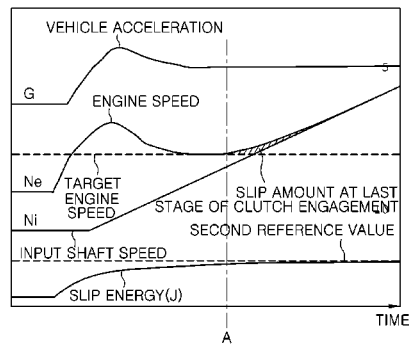 VEHICLE ACCELERATION
5
G
ENGINE SPEED
Ne
TARGET
ENGINE
SPEED
SLIP AMOUNT AT LAST
STAGE OF CLUTCH ENGAGEMENT
Ni
INPUT SHAFT SPEED
SECOND REFERENCE VALUE
SLIP ENERGY(J)
TIME
A